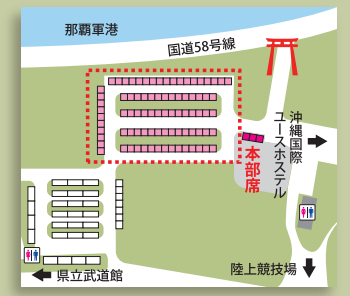 那覇軍港
国道58号線
沖縄国際
ユースホステル
本部席
陸上競技場
県立武道館